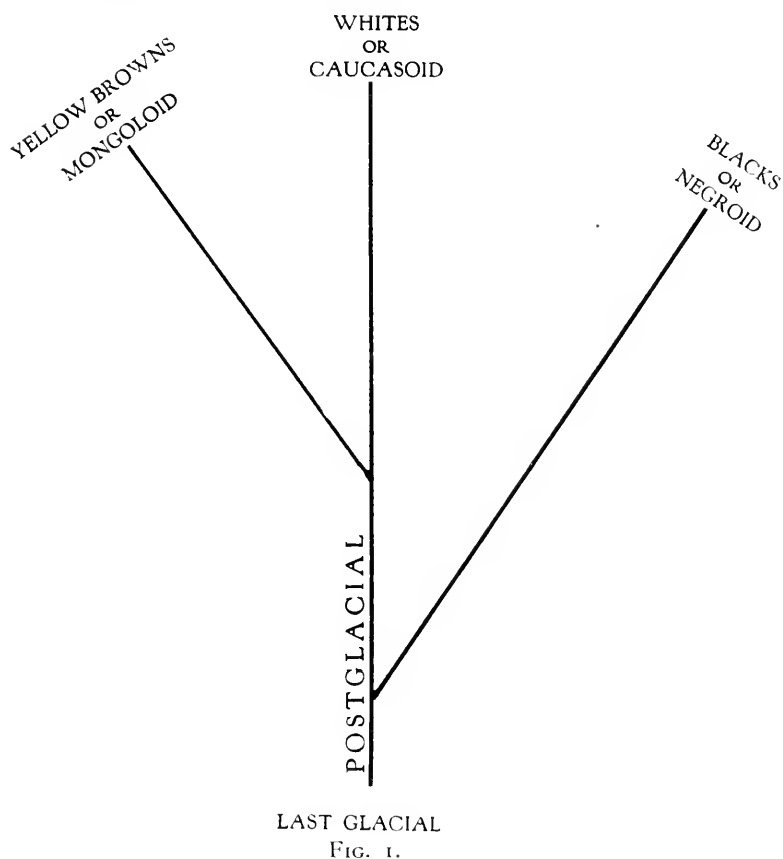 WHITES
OR
CAUCASOID
YELLOW BROWNS
OR
MONGOLOID
BLACKS
OR
NEGROID
POSTGLACIAL
LAST GLACIAL
FIG. 1.